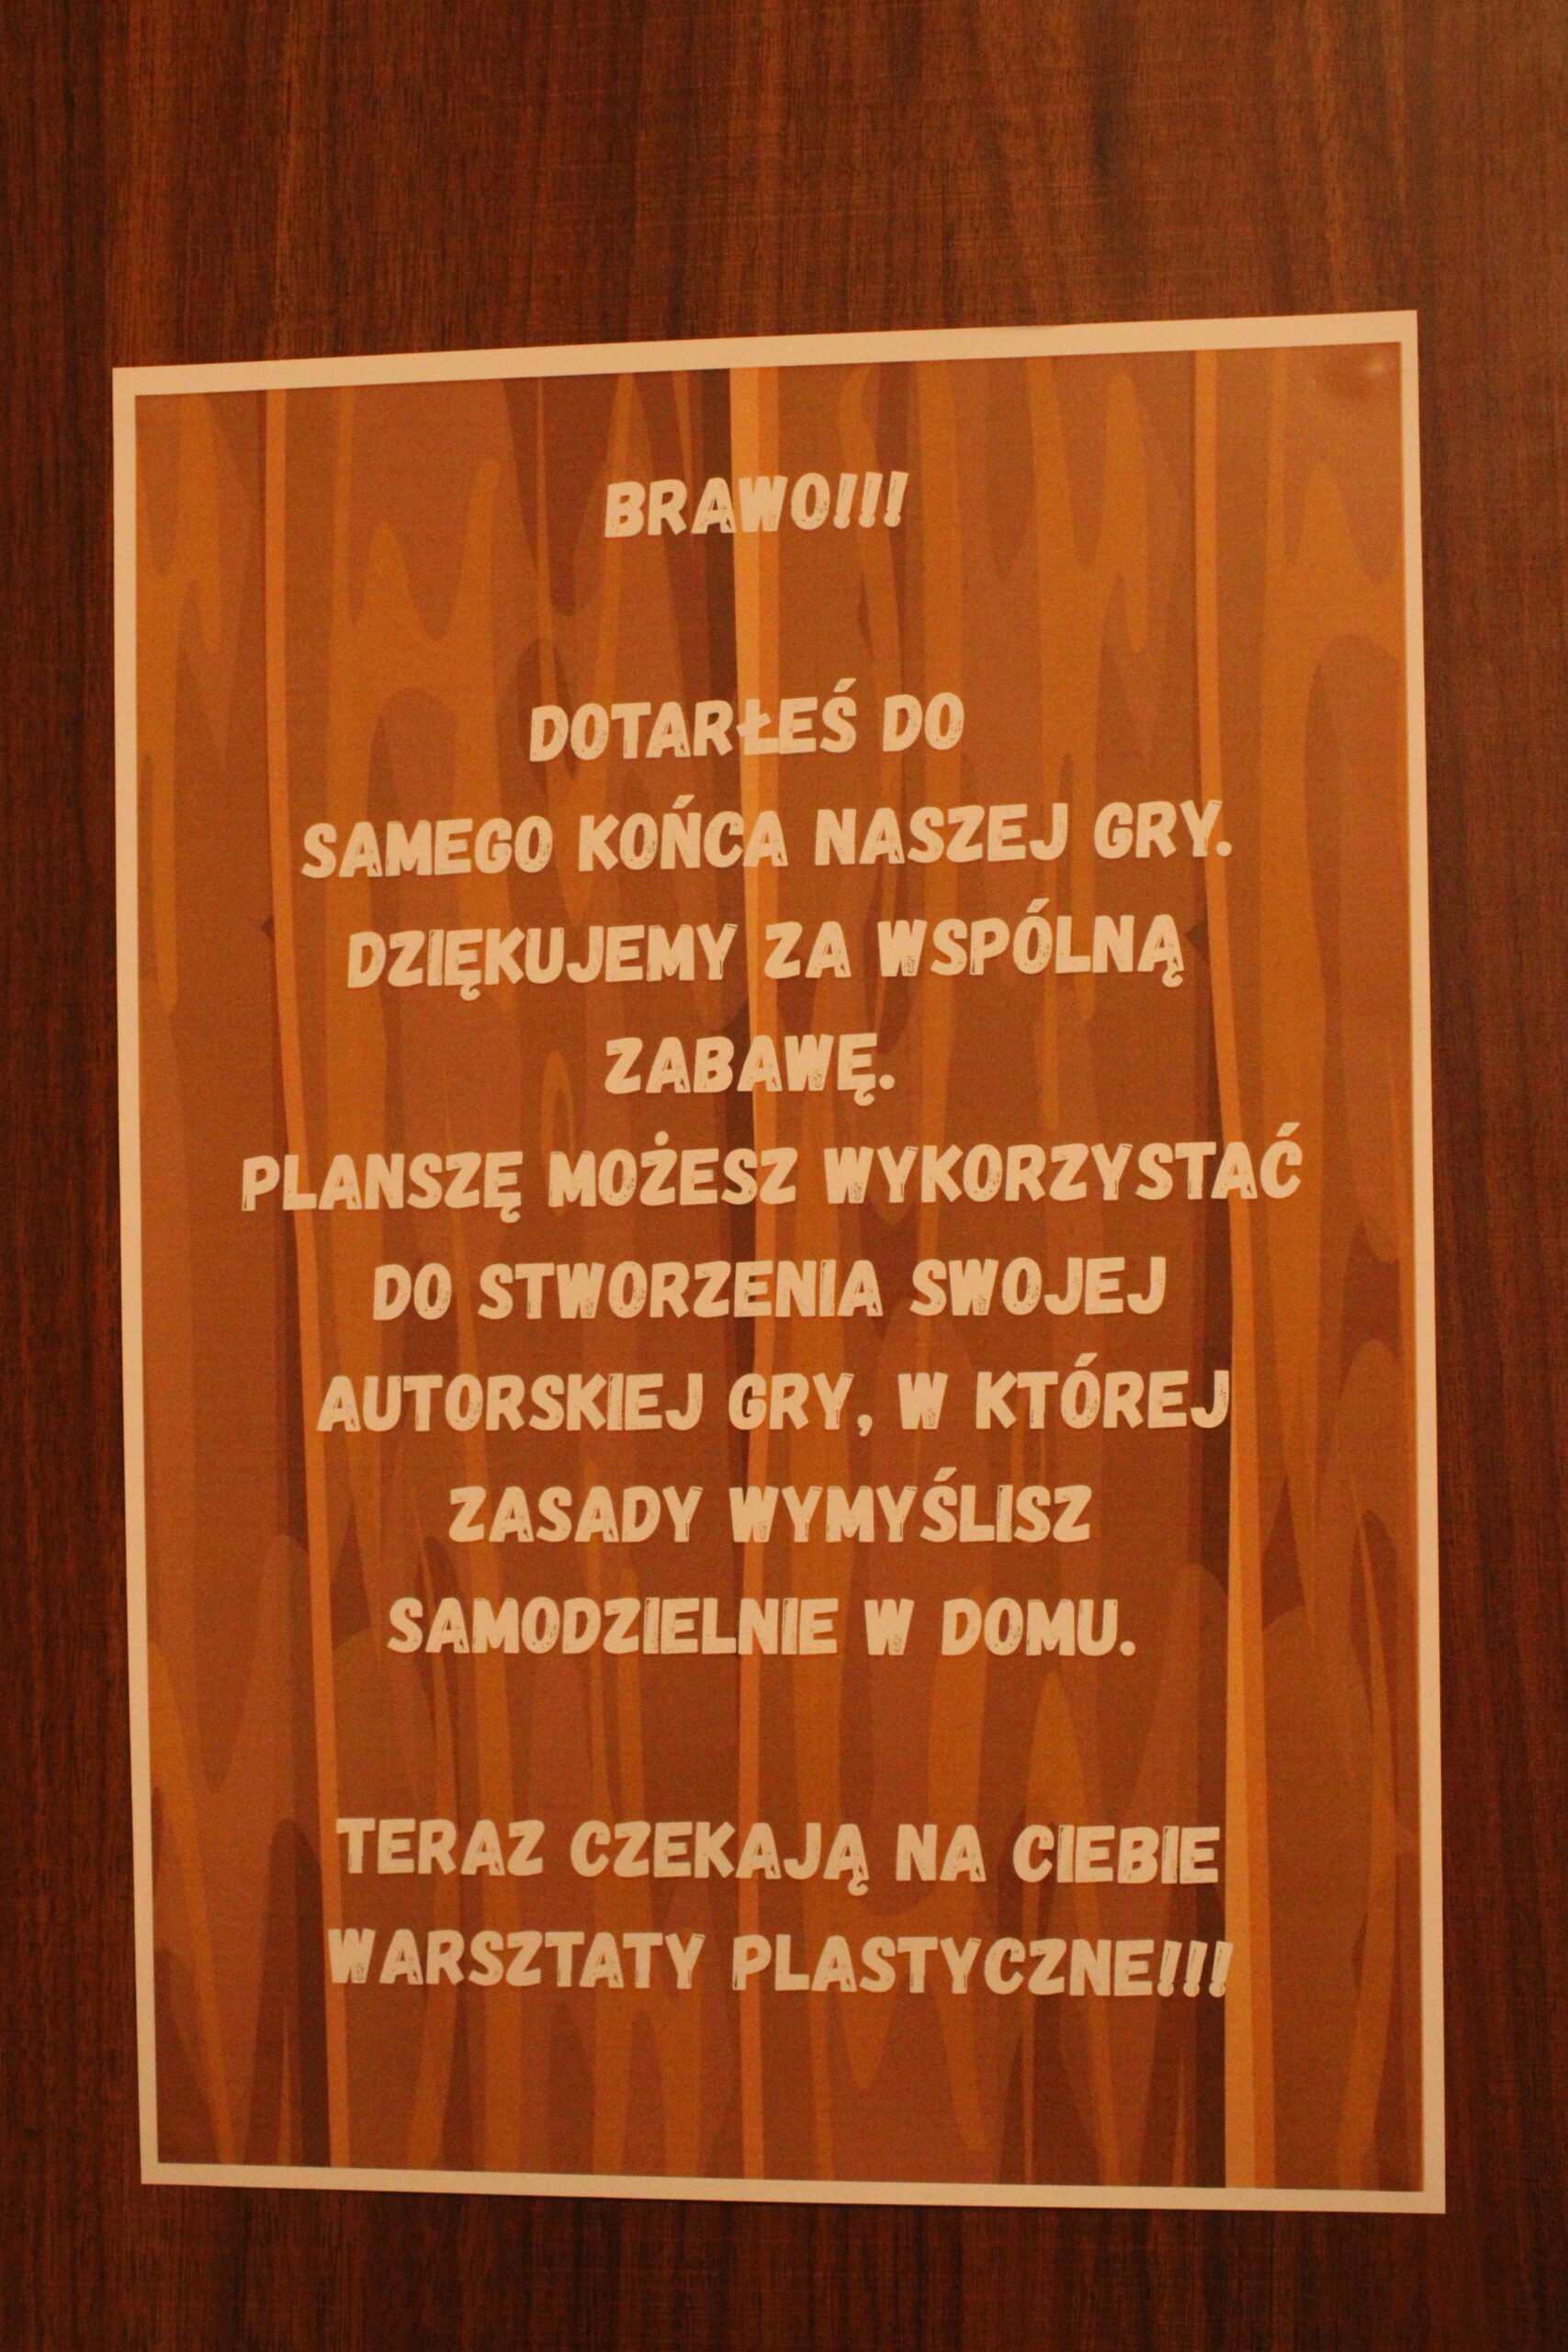 BRAWO!!!
DOTARŁEŚ DO
SAMEGO KOŃCA NASZEJ GRY.
DZIĘKUJEMY ZA WSPÓLNĄ
ZABAWĘ.
PLANSZĘ MOŻESZ WYKORZYSTAĆ
DO STWORZENIA SWOJEJ
AUTORSKIEJ GRY, W KTÓREJ
ZASADY WYMYŚLISZ
SAMODZIELNIE W DOMU.
TERAZ CZEKAJĄ NA CIEBIE
WARSZTATY PLASTYCZNE!!!